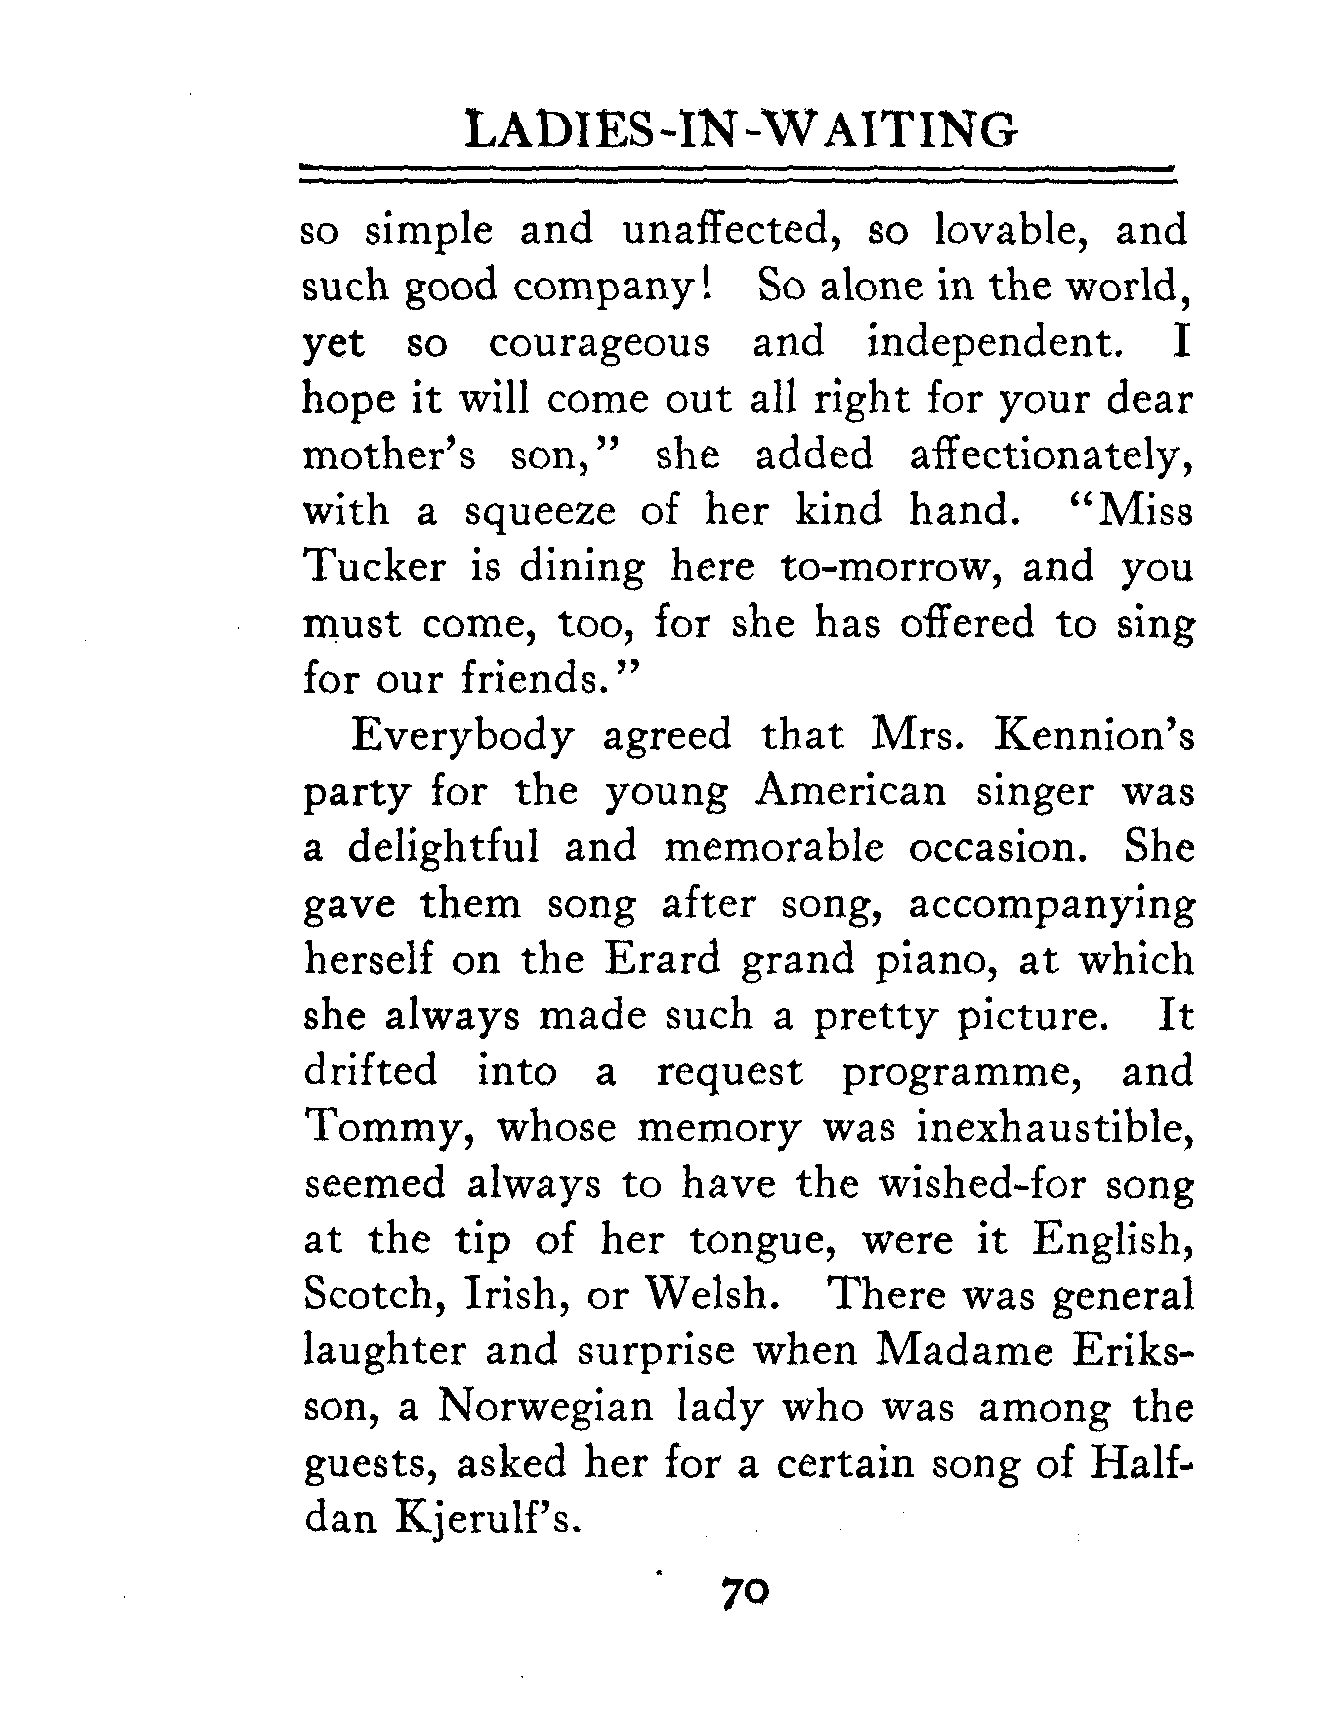 LADIES-IN-WAITING
so simple and unaffected, so lovable, and
such good company! So alone in the world,
yet so courageous and independent. I
hope it will come out all right for your dear
mother's son," she added affectionately,
with a squeeze of her kind hand. "Miss
Tucker is dining here to-morrow, and you
must come, too, for she has offered to sing
for our friends."
Everybody agreed that Mrs. Kennion's
party for the young American singer was
a delightful and memorable occasion. She
gave them song after song, accompanying
herself on the Erard grand piano, at which
she always made such a pretty picture. It
drifted into a request programme, and
Tommy, whose memory was inexhaustible,
seemed always to have the wished-for song
at the tip of her tongue, were it English,
Scotch, Irish, or Welsh. There was general
laughter and surprise when Madame Eriks-
son, a Norwegian lady who was among the
guests, asked her for a certain song of Half-
dan Kjerulf's.
70